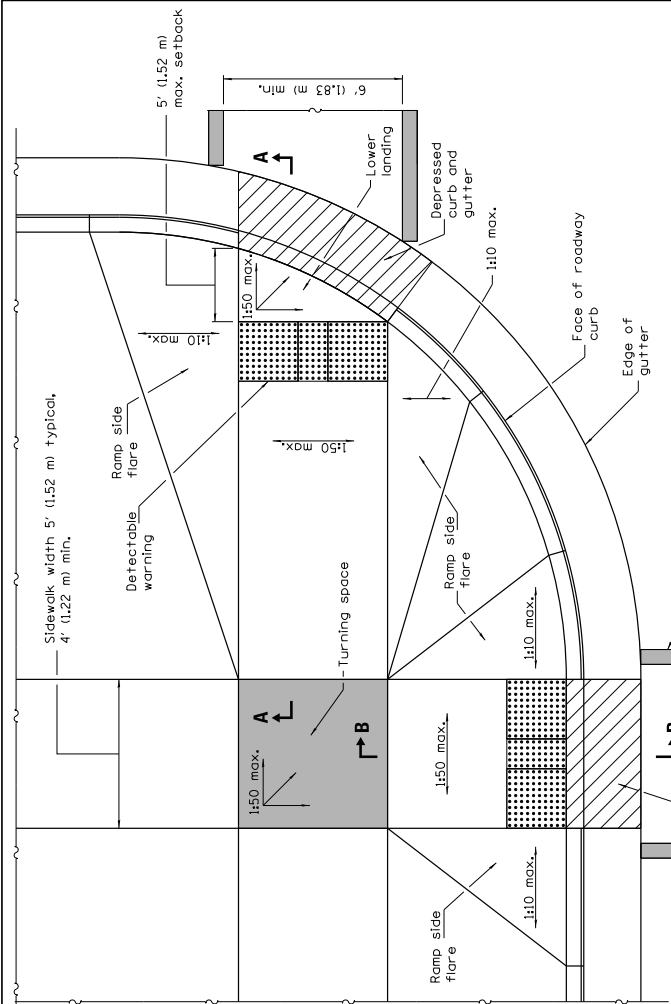 5' (1.52 m)
max. setback
6' (1.83 m) min.
A
Lower
landing
Depressed
curb and
gutter
1:10 max.
1:50 max.
1:10 max.
Face of roadway
curb
Edge of
gutter
Sidewalk width 5' (1.52 m) typical,
4' (1.22 m) min.
Ramp side
flare
Detectable
warning
1:50 max.
Ramp side
flare
Turning space
1:10 max.
A
B
1:50 max.
1:50 max.
B
Ramp side
flare
1:10 max.